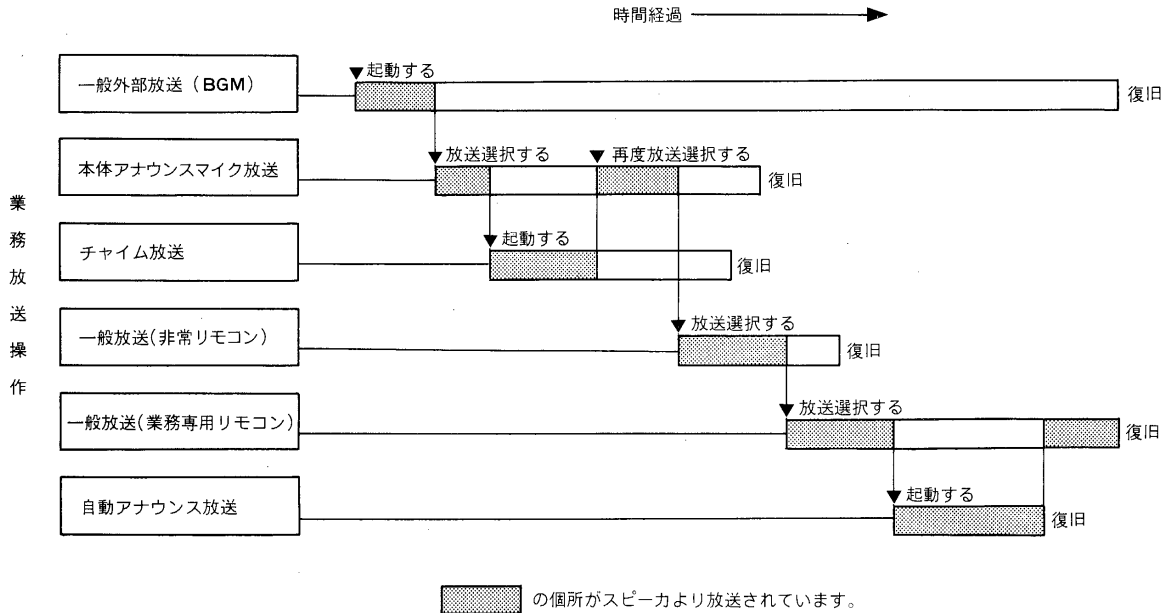 時間経過
業務放送操作
一般外部放送(BGM)
起動する
復旧
本体アナウンスマイク放送
放送選択する
再度放送選択する
復旧
チャイム放送
起動する
復旧
一般放送(非常リモコン)
放送選択する
復旧
一般放送(業務専用リモコン)
放送選択する
復旧
自動アナウンス放送
起動する
復旧
の個所がスピーカより放送されています。